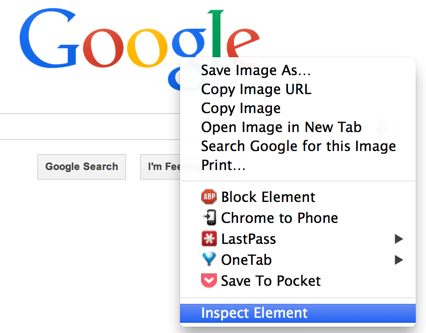 Google
Save Image As...
Copy Image URL
Copy Image
Open Image in New Tab
Search Google for this Image
Print...
Google Search
I'm Fee
ABP Block Element
Chrome to Phone
LastPass
OneTab
Save To Pocket
Inspect Element